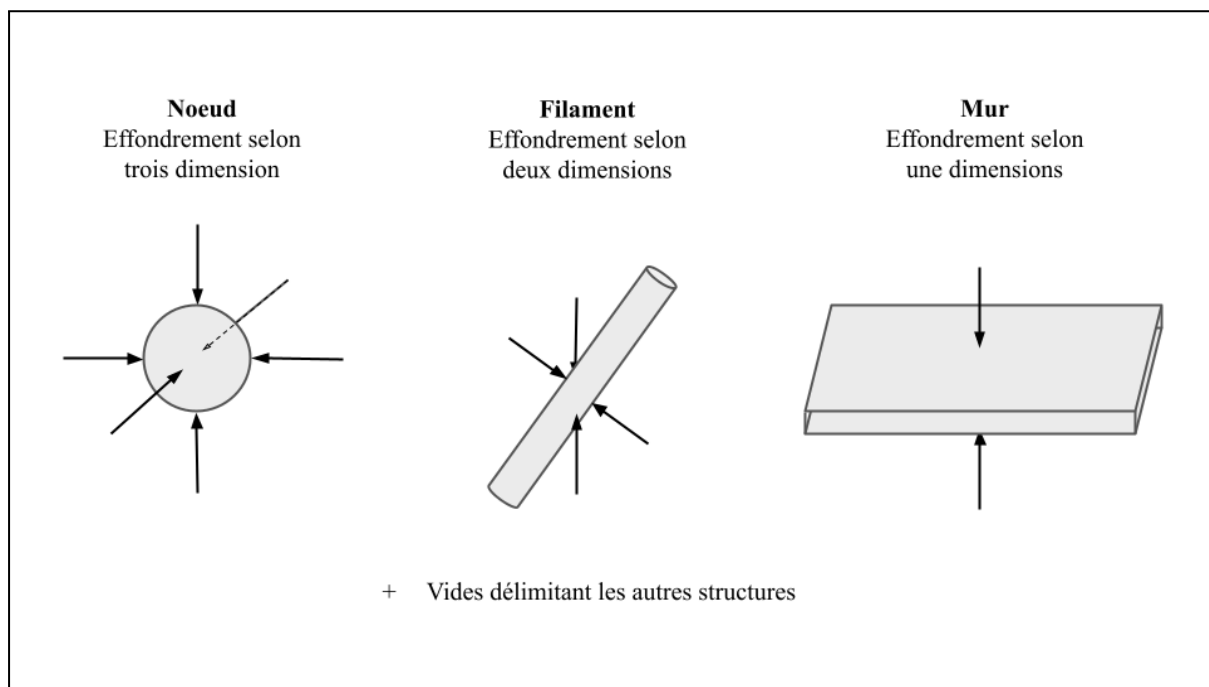 Noeud
Effondrement selon
trois dimension
Filament
Effondrement selon
deux dimensions
Mur
Effondrement selon
une dimensions
+ Vides délimitant les autres structures